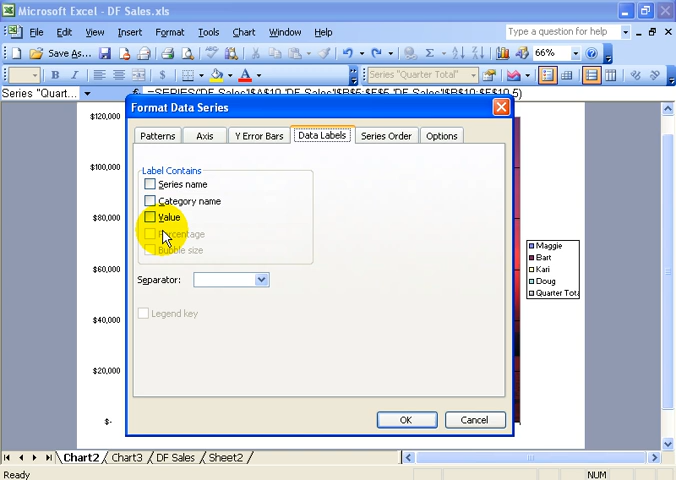 Microsoft Excel - DF Sales.xls
File Edit View Insert Format Tools Chart Window Help
Type a question for help
Save As... 66%
B I U $ A Series "Quarter Total"
Series "Quart... =SERIES('DF Sales'!$A$10,'DF Sales'!$B$5:$E$5,'DF Sales'!$B$10:$E$10,5)
Format Data Series
Patterns Axis Y Error Bars Data Labels Series Order Options
Label Contains
Series name
Category name
Value
Percentage
Bubble size
Separator:
Legend key
OK Cancel
$120,000
$100,000
$80,000
$60,000
$40,000
$20,000
$-
Maggie
Bart
Kari
Doug
Quarter Tota
Chart2 Chart3 DF Sales Sheet2
Ready NUM